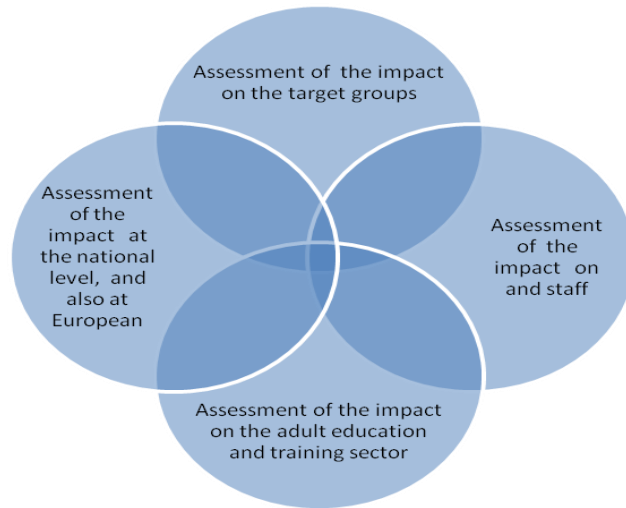 Assessment of the impact
on the target groups
Assessment
of the
impact at
the national
level, and
also at
European
Assessment
of the
impact on
and staff
Assessment of the impact
on the adult education
and training sector